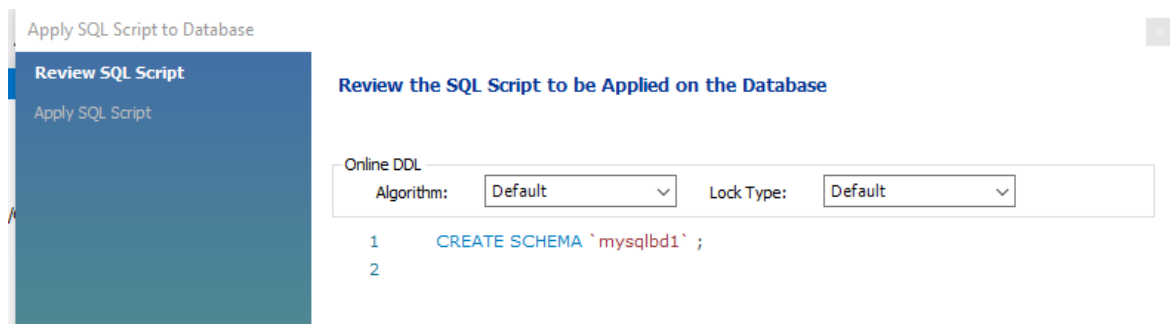 Apply SQL Script to Database
Review SQL Script
Apply SQL Script
Review the SQL Script to be Applied on the Database
Online DDL
Algorithm: Default Lock Type: Default
1 CREATE SCHEMA `mysqlbd1` ;
2